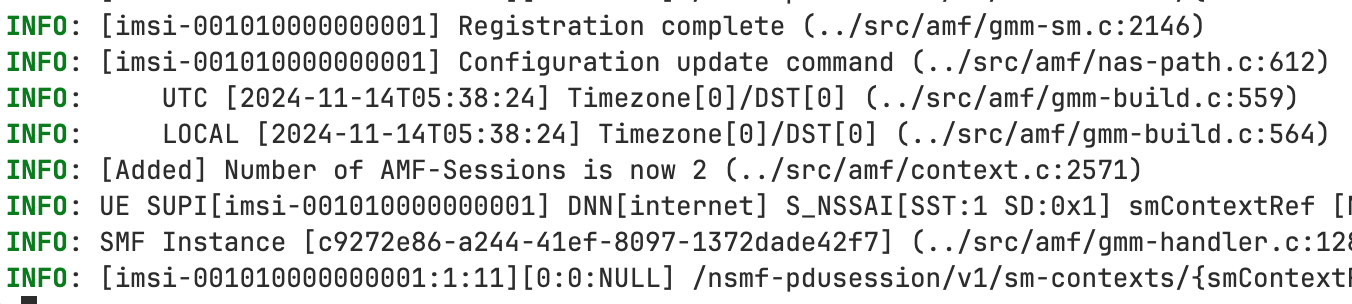 INFO: [imsi-001010000000001] Registration complete (../src/amf/gmm-sm.c:2146)
INFO: [imsi-001010000000001] Configuration update command (../src/amf/nas-path.c:612)
INFO:     UTC [2024-11-14T05:38:24] Timezone[0]/DST[0] (../src/amf/gmm-build.c:559)
INFO:     LOCAL [2024-11-14T05:38:24] Timezone[0]/DST[0] (../src/amf/gmm-build.c:564)
INFO: [Added] Number of AMF-Sessions is now 2 (../src/amf/context.c:2571)
INFO: UE SUPI[imsi-001010000000001] DNN[internet] S_NSSAI[SST:1 SD:0x1] smContextRef
INFO: SMF Instance [c9272e86-a244-41ef-8097-1372dade42f7] (../src/amf/gmm-handler.c:128
INFO: [imsi-001010000000001:1:11][0:0:NULL] /nsmf-pdusession/v1/sm-contexts/{smContext